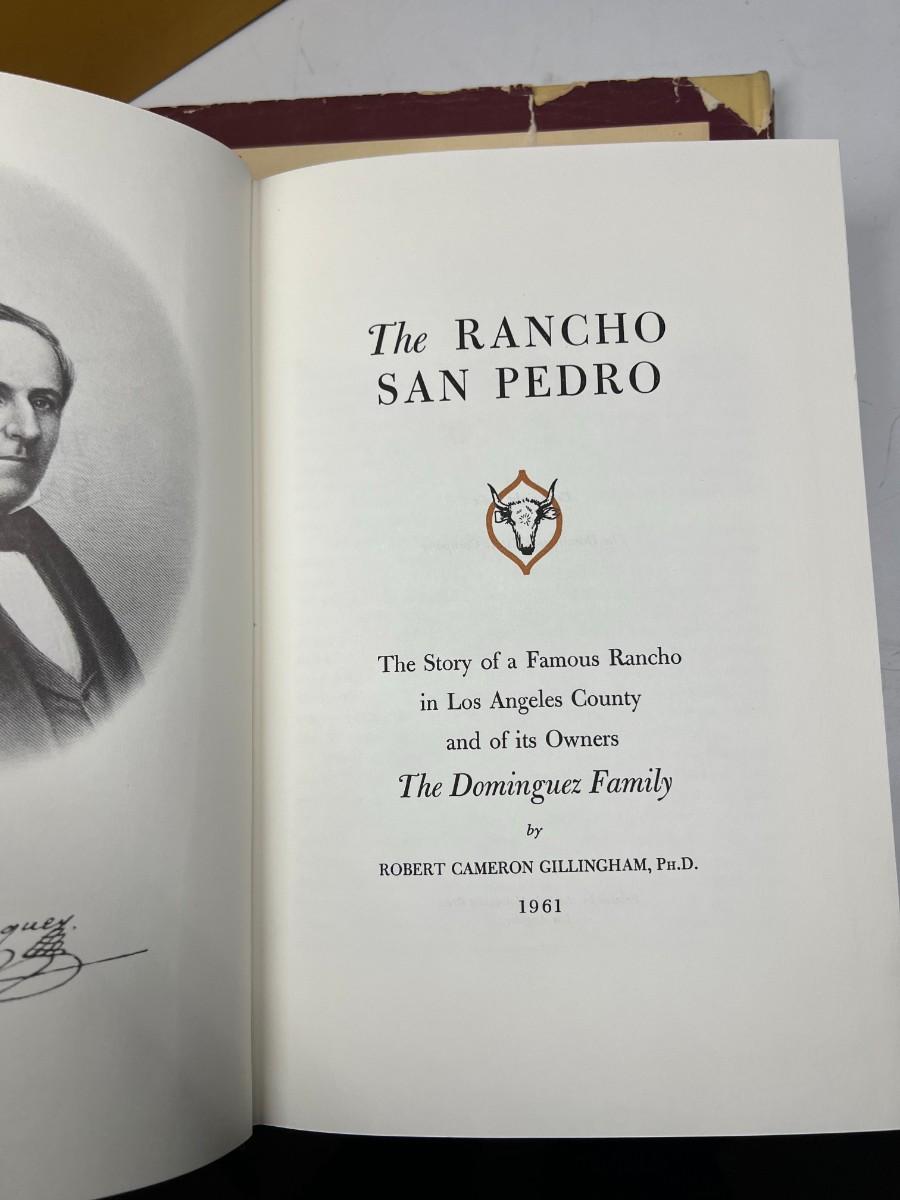 The RANCHO
SAN PEDRO
The Story of a Famous Rancho
in Los Angeles County
and of its Owners
The Dominguez Family
by
ROBERT CAMERON GILLINGHAM, PH.D.
1961